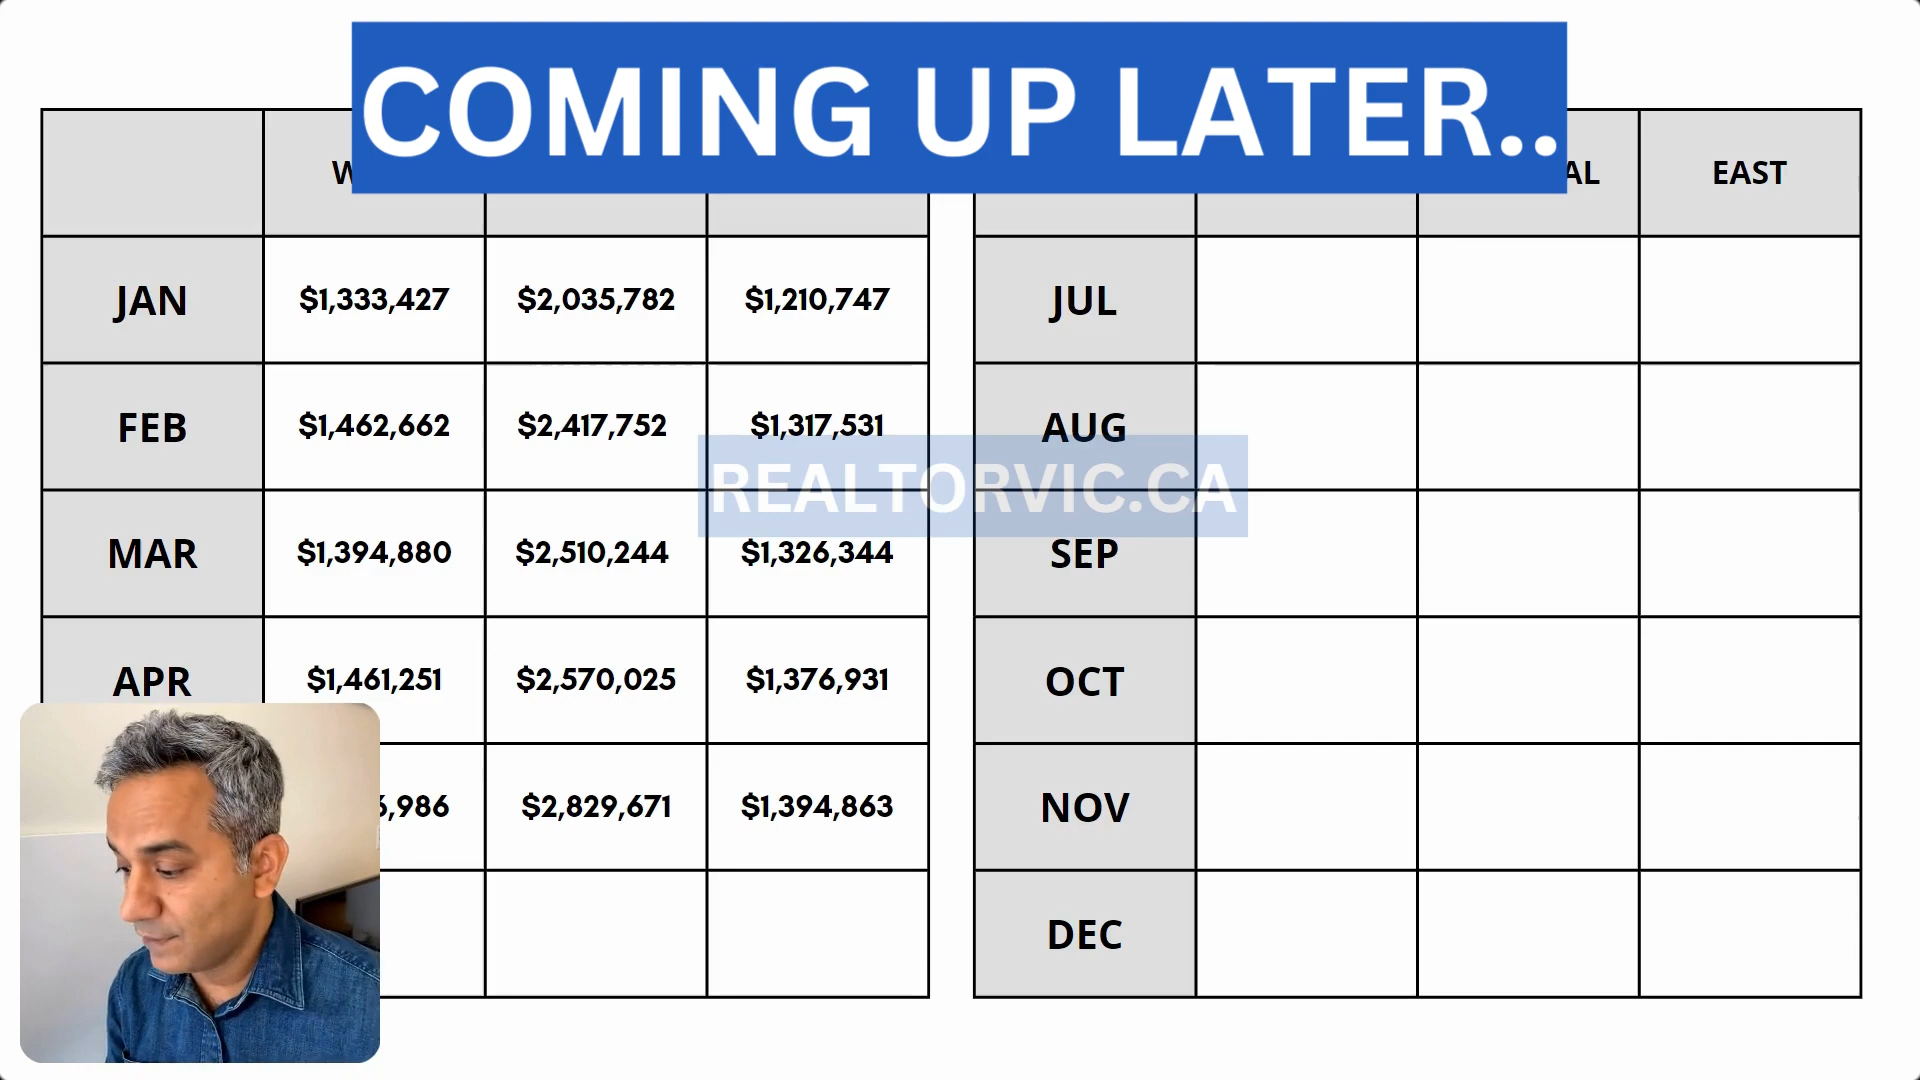 COMING UP LATER..
EAST
JAN $1,333,427 $2,035,782 $1,210,747
JUL
FEB $1,462,662 $2,417,752 $1,317,531
AUG
REALTORVIC.CA
MAR $1,394,880 $2,510,244 $1,326,344
SEP
APR $1,461,251 $2,570,025 $1,376,931
OCT
,986 $2,829,671 $1,394,863
NOV
DEC